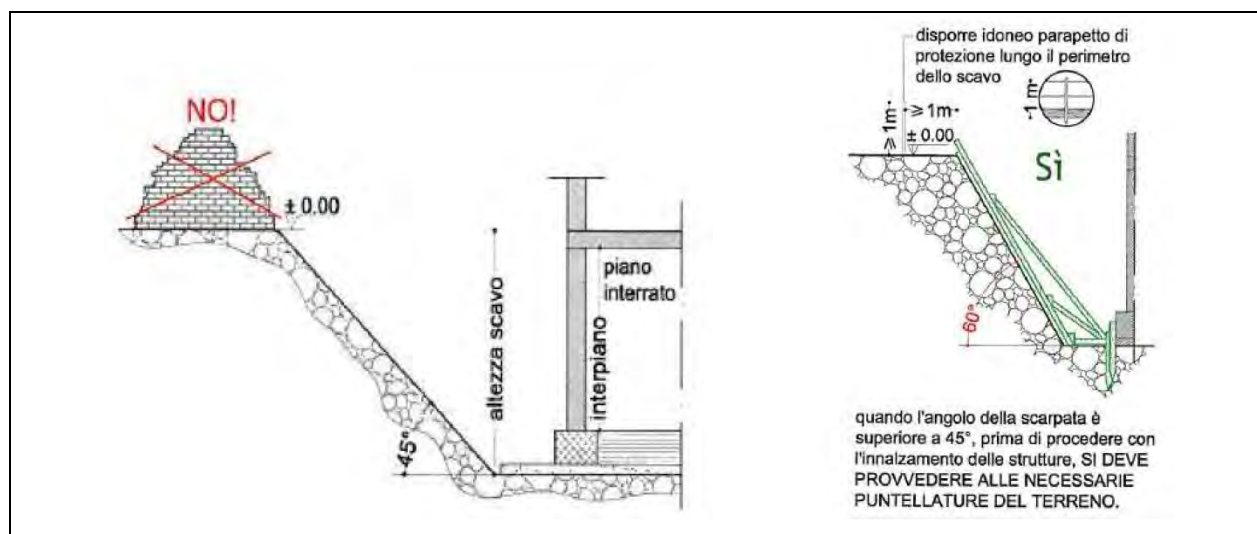 NO!
± 0.00
altezza scavo
piano
interrato
interpiano
45°
disporre idoneo parapetto di
protezione lungo il perimetro
dello scavo
1 m
≥ 1m
≥ 1m
± 0.00
Sì
60°
quando l'angolo della scarpata è
superiore a 45°, prima di procedere con
l'innalzamento delle strutture, SI DEVE
PROVVEDERE ALLE NECESSARIE
PUNTELLATURE DEL TERRENO.